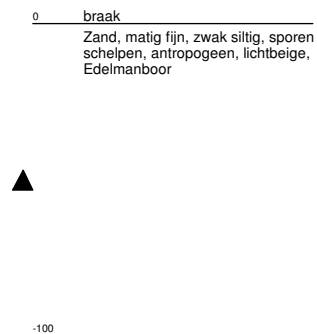 0 braak
Zand, matig fijn, zwak siltig, sporen
schelpen, antropogeen, lichtbeige,
Edelmanboor
-100